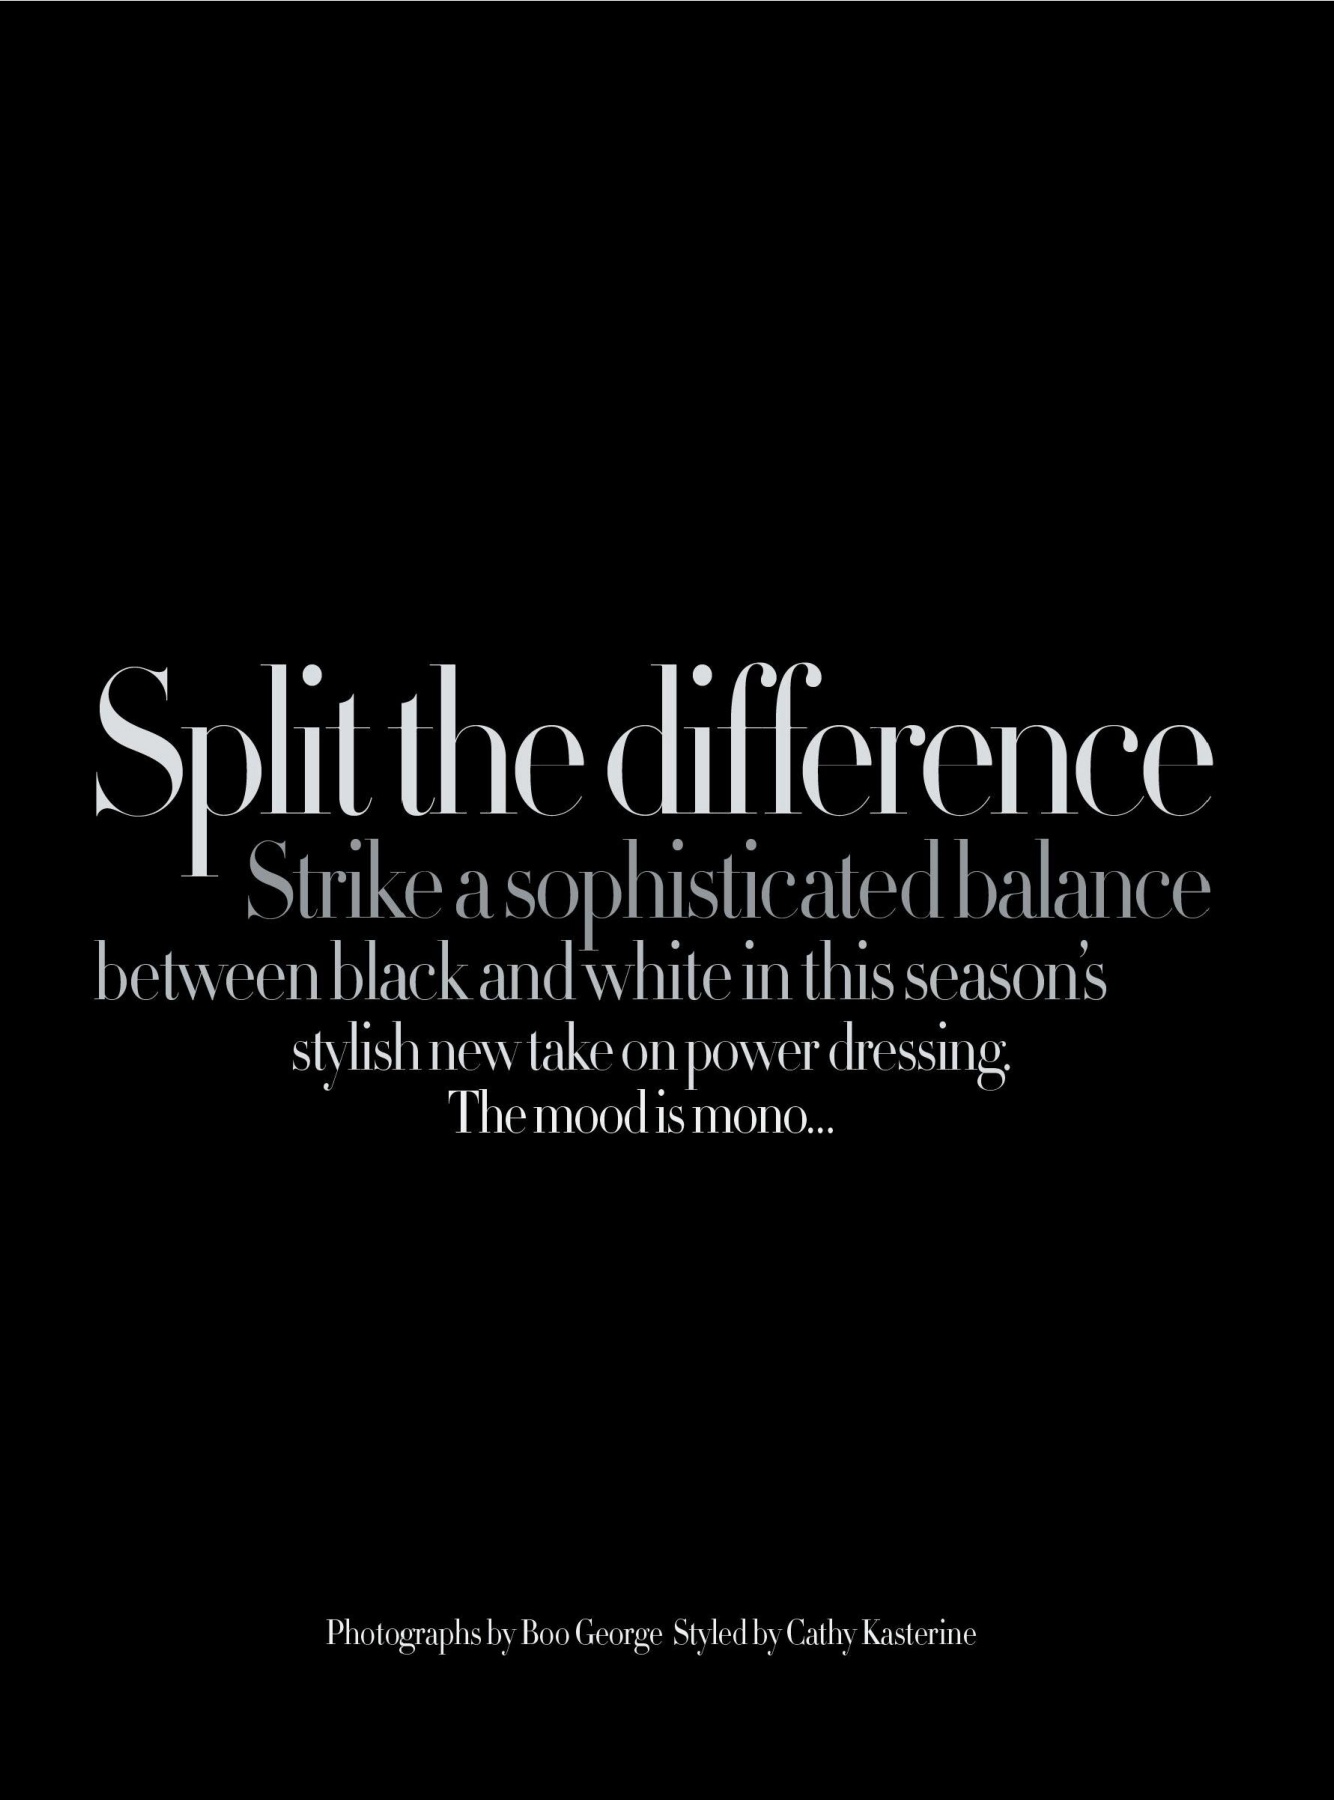 Split the difference
Strike a sophisticated balance
between black and white in this season’s
stylish new take on power dressing.
The mood is mono...
Photographs by Boo George Styled by Cathy Kasterine